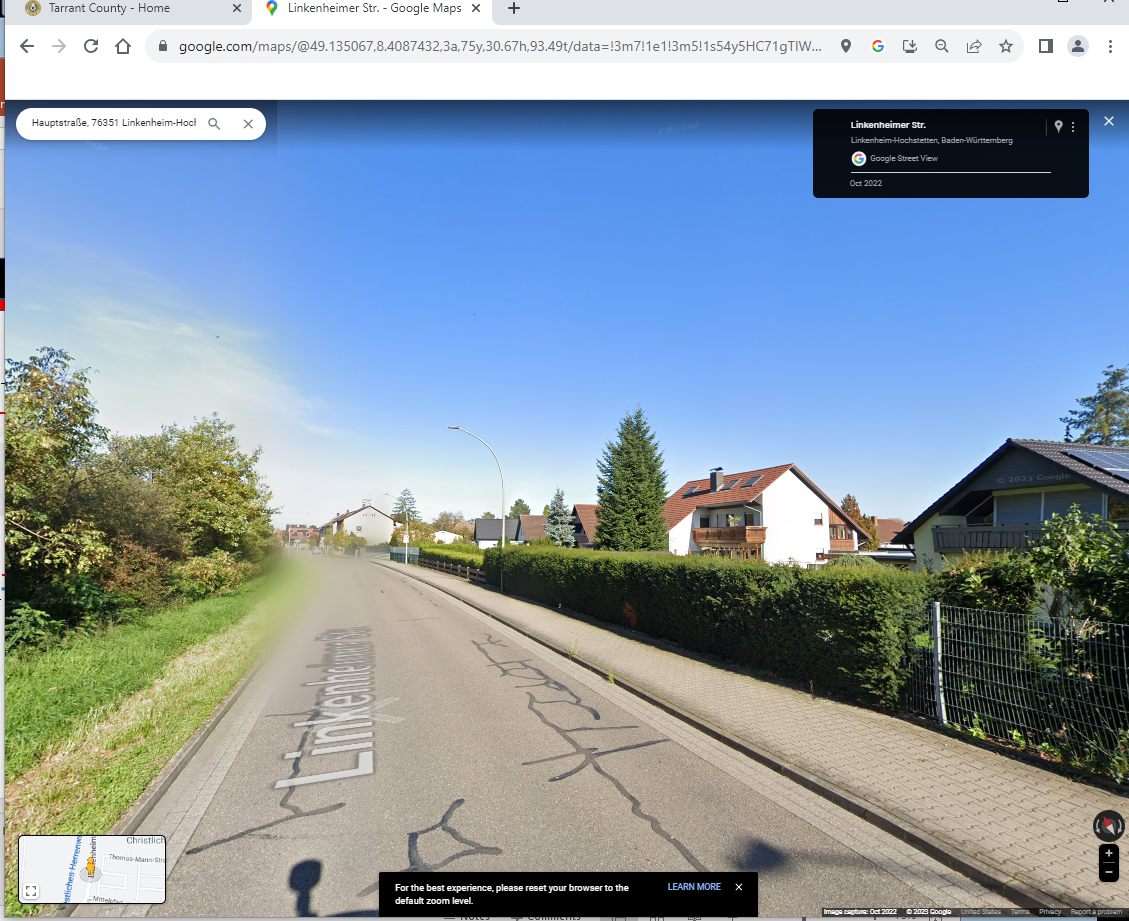 Tarrant County - Home
Linkenheimer Str. - Google Maps
google.com/maps/@49.135067,8.4087432,3a,75y,30.67h,93.49t/data=!3m7!1e1!3m5!1s54y5HC71gTIW...
Hauptstraße, 76351 Linkenheim-Hoch
Linkenheimer Str.
Linkenheim-Hochstetten, Baden-Württemberg
Google Street View
Oct 2022
© 2023 Google
Linkenheimer Str.
Christlich
Thomas-Mann-Str
For the best experience, please reset your browser to the
default zoom level.
LEARN MORE
Image capture: Oct 2022 © 2023 Google United States Terms Privacy Report a problem
Notes Comments